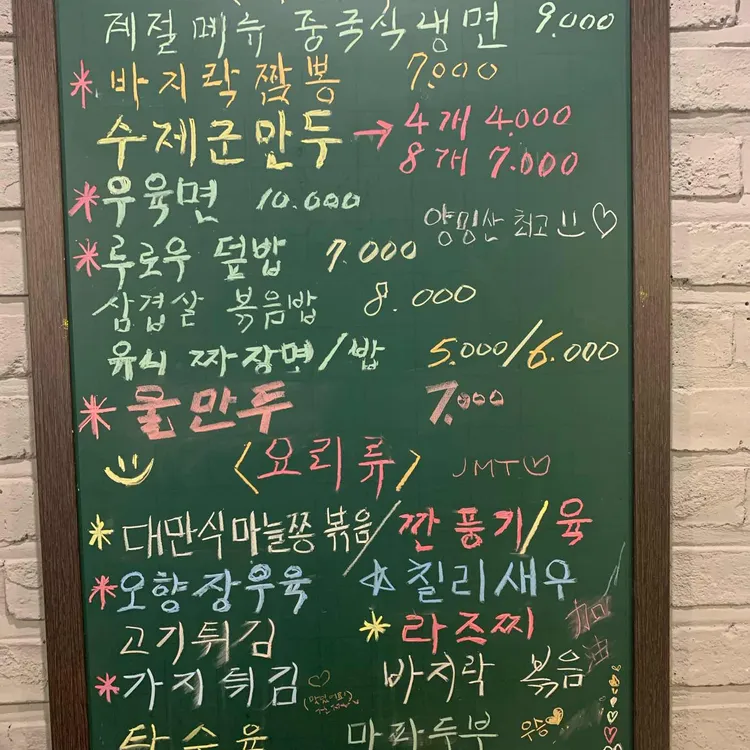 계절메뉴 중국식냉면 9.000
* 바지락짬뽕 7.000
수제군만두 → 4개 4.000
8개 7.000
* 우육면 10.000
양밍산 최고 ♡
* 루로우 덮밥 7.000
삼겹살 볶음밥 8.000
유시 짜장면/밥 5.000/6.000
* 물만두 7.000
<요리류> JMT♡
* 대만식마늘쫑볶음/깐풍기/육
* 오향장우육 ☆칠리새우
고기튀김 * 라즈찌
加油
* 가지튀김♡ 바지락 볶음
탕수육 마파두부